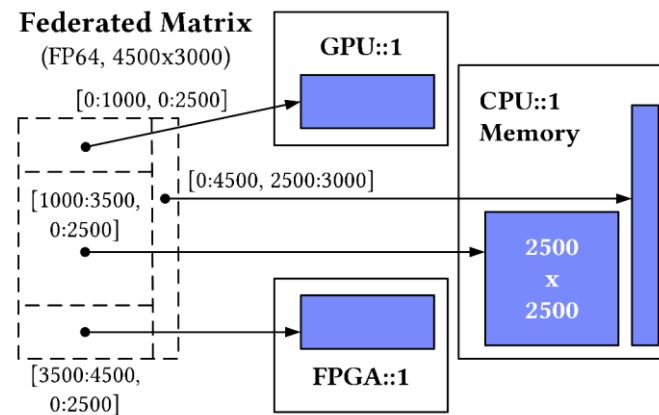 Federated Matrix
(FP64, 4500x3000)
GPU::1
[0:1000, 0:2500]
CPU::1
Memory
[0:4500, 2500:3000]
[1000:3500,
0:2500]
2500
x
2500
FPGA::1
[3500:4500,
0:2500]